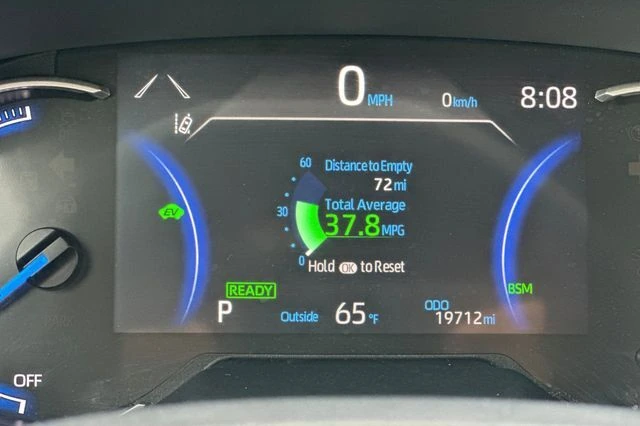 0 MPH 0 km/h 8:08
60 Distance to Empty
72 mi
EV
Total Average
30 37.8 MPG
0 Hold OK to Reset
READY BSM
P Outside 65 °F ODO
19712 mi
OFF